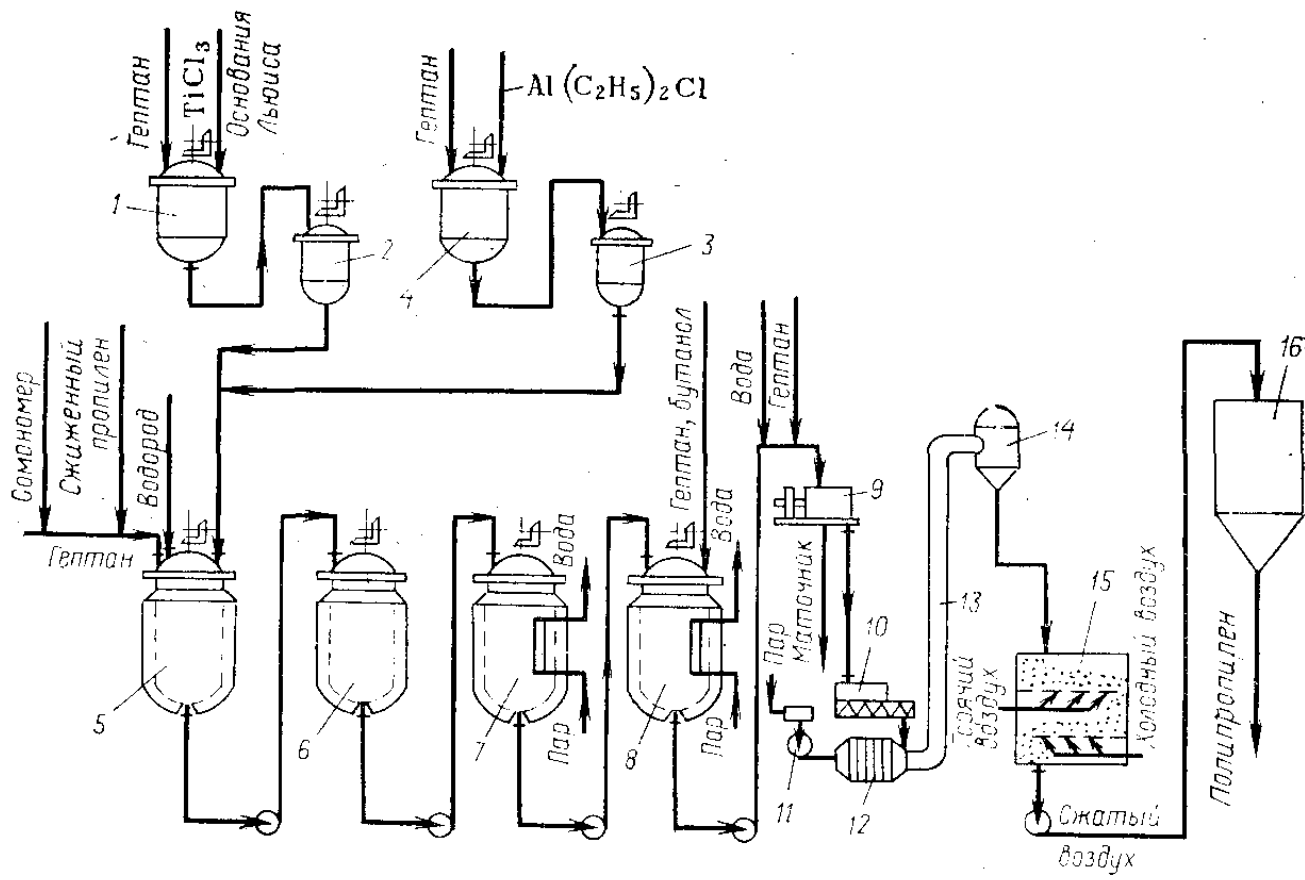 Гептан
TiCl3
Основания
Льюиса
Гептан
Al(C2H5)2Cl
1
2
4
3
Сомономер
Сжиженный
пропилен
Водород
Гептан
Гептан, бутанол
Вода
Гептан
Вода
Вода
5
6
7
8
Пар
Пар
9
Маточник
Пар
10
11
12
13
14
15
Горячий
воздух
Холодный воздух
Сжатый
воздух
16
Полипропилен